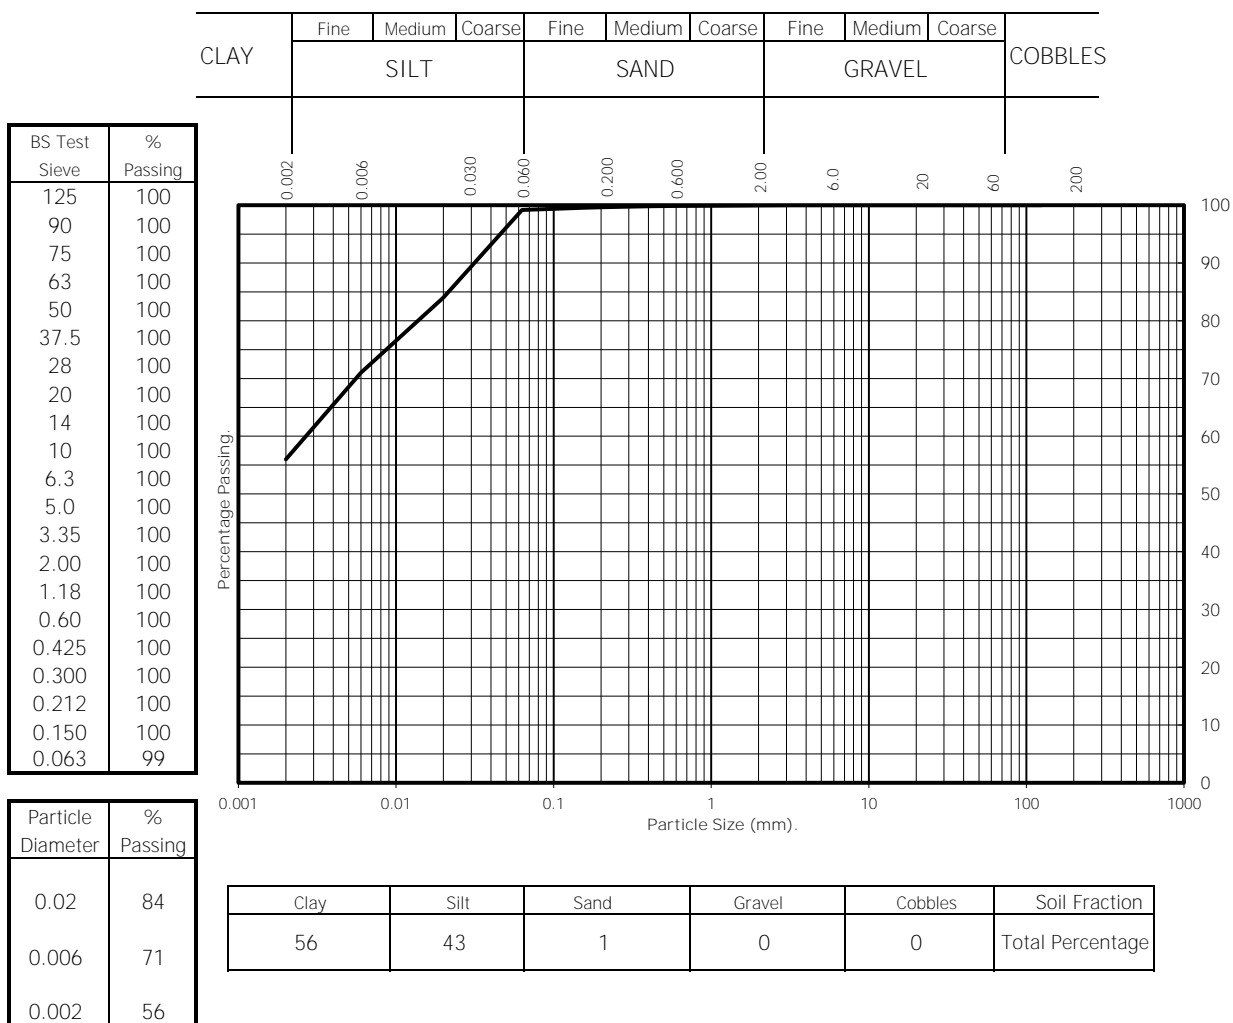 Fine Medium Coarse Fine Medium Coarse Fine Medium Coarse
CLAY SILT SAND GRAVEL COBBLES
BS Test %
Sieve Passing
125 100
90 100
75 100
63 100
50 100
37.5 100
28 100
20 100
14 100
10 100
6.3 100
5.0 100
3.35 100
2.00 100
1.18 100
0.60 100
0.425 100
0.300 100
0.212 100
0.150 100
0.063 99
0.002 0.006 0.030 0.060 0.200 0.600 2.00 6.0 20 60 200
100
90
80
70
60
50
40
30
20
10
0
Percentage Passing.
0.001 0.01 0.1 1 10 100 1000
Particle Size (mm).
Particle %
Diameter Passing
0.02 84
0.006 71
0.002 56
Clay Silt Sand Gravel Cobbles Soil Fraction
56 43 1 0 0 Total Percentage